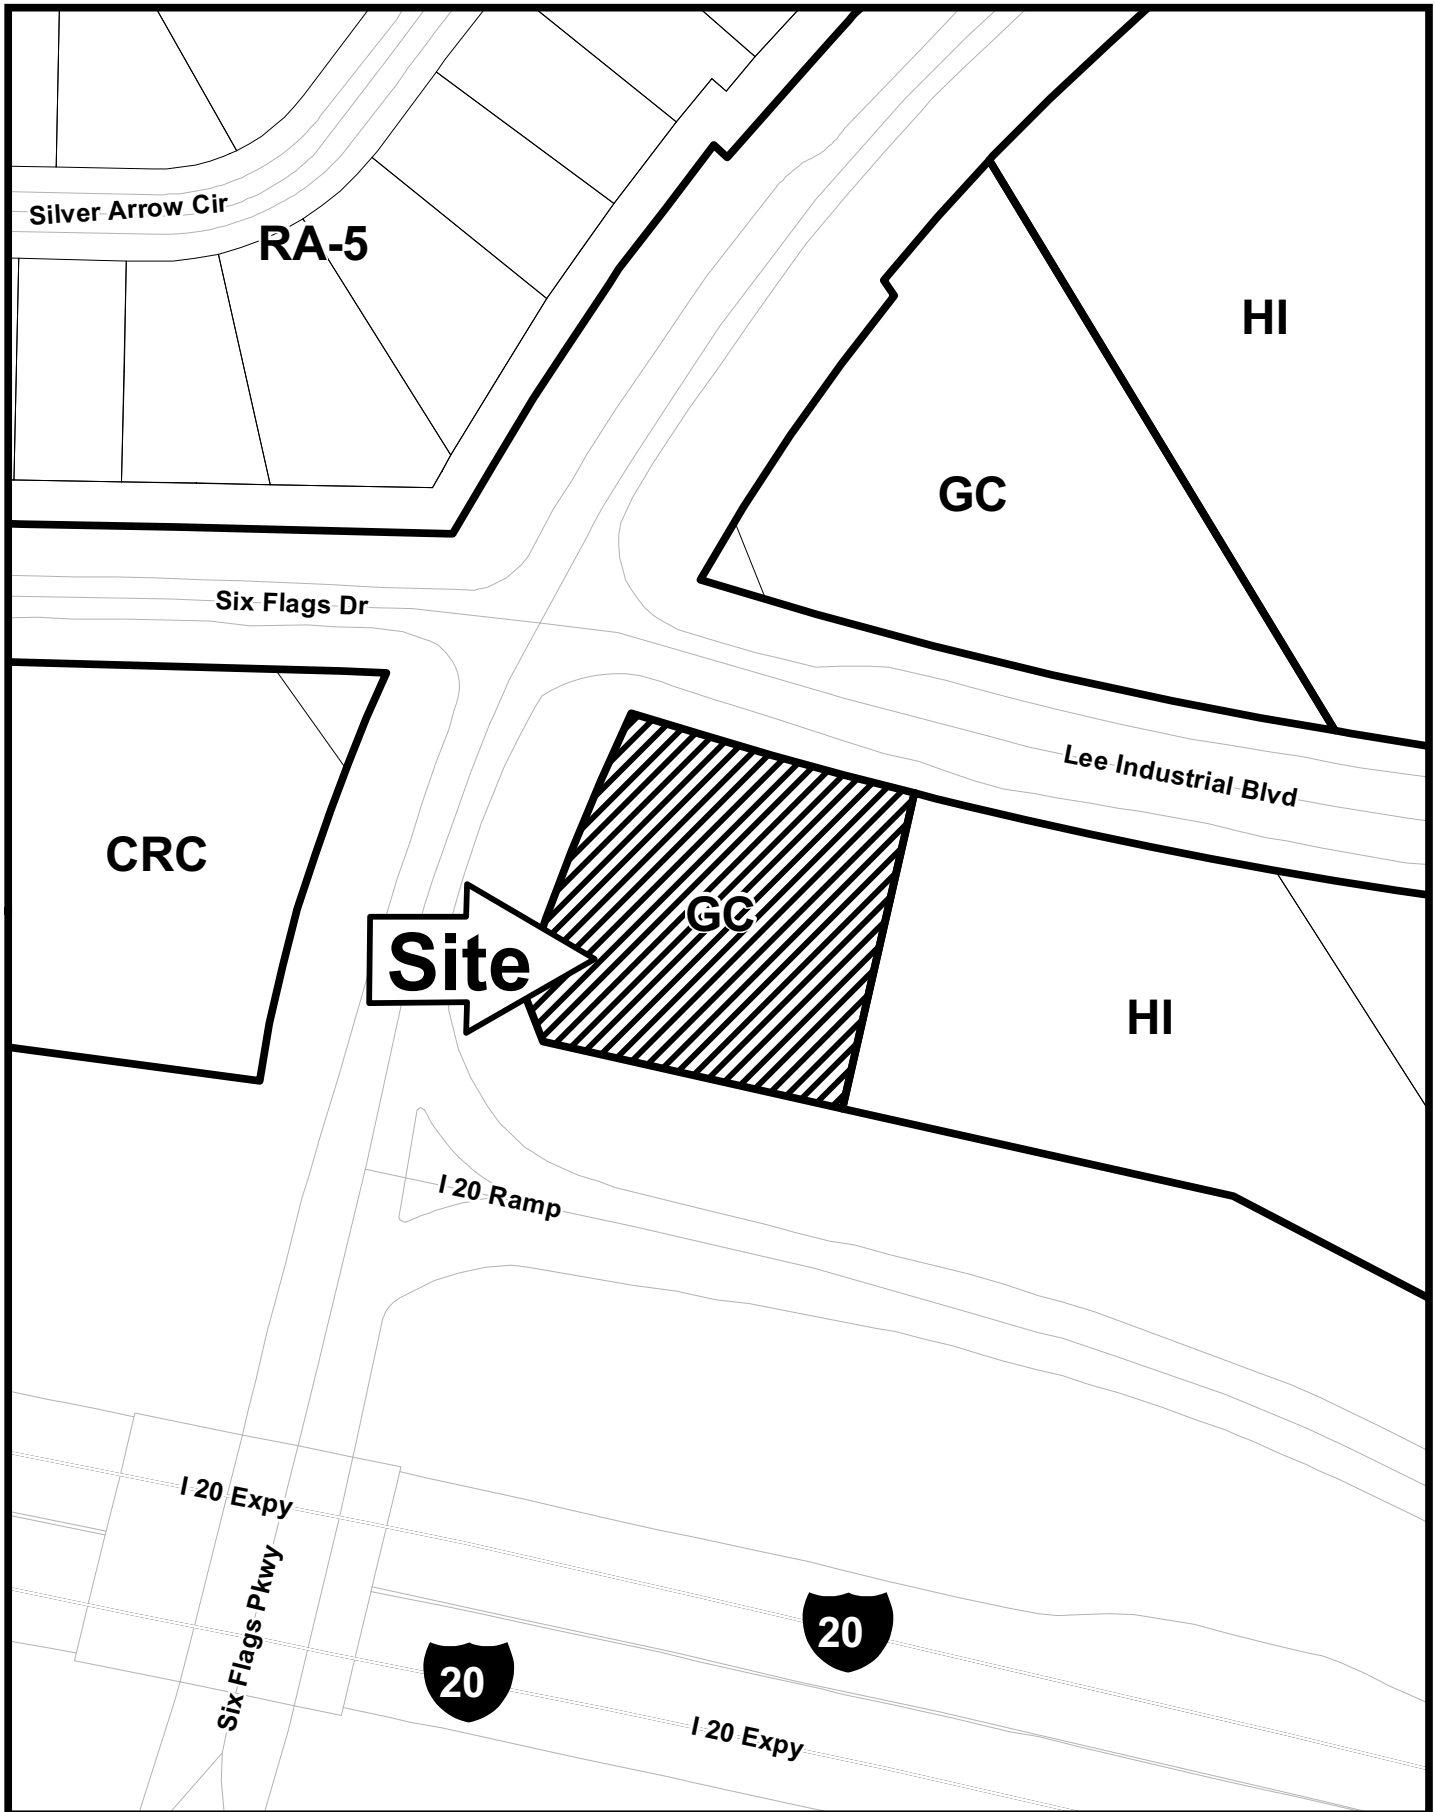 Silver Arrow Cir
RA-5
HI
GC
Six Flags Dr
Lee Industrial Blvd
CRC
GC
Site
HI
I 20 Ramp
I 20 Expy
Six Flags Pkwy
20
20
I 20 Expy